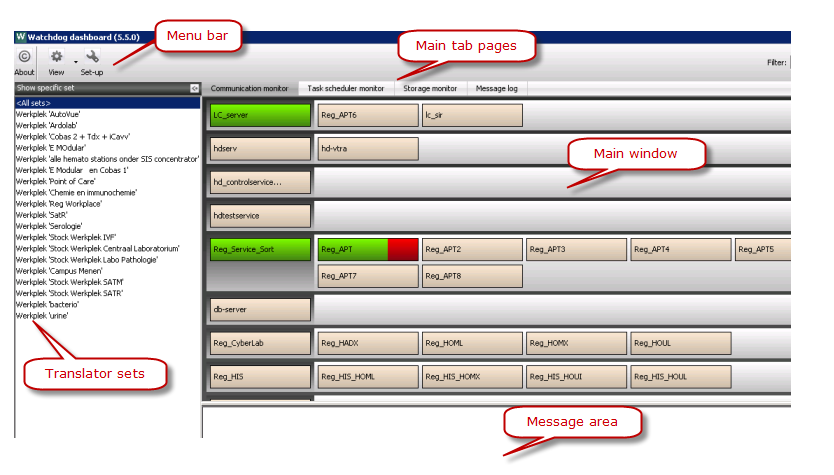 Watchdog dashboard (5.5.0)
Menu bar
Main tab pages
About
View
Set-up
Filter:
Show specific set
Communication monitor
Task scheduler monitor
Storage monitor
Message log
<All sets>
Werkplek 'AutoVue'
Werkplek 'Ardolab'
Werkplek 'Cobas 2 + Tdx + iCavv'
Werkplek 'E MOdular'
Werkplek 'alle hemato stations onder SIS concentrator'
Werkplek 'E Modular en Cobas 1'
Werkplek 'Point of Care'
Werkplek 'Chemie en immunochemie'
Werkplek 'Reg Workplace'
Werkplek 'SatR'
Werkplek 'Serologie'
Werkplek 'Stock Werkplek IVF'
Werkplek 'Stock Werkplek Centraal Laboratorium'
Werkplek 'Stock Werkplek Labo Pathologie'
Werkplek 'Campus Menen'
Werkplek 'Stock Werkplek SATM'
Werkplek 'Stock Werkplek SATR'
Werkplek 'bacterio'
Werkplek 'urine'
Translator sets
LC_server
Reg_APT6
lc_sir
hdserv
hd-vtra
Main window
hd_controlservice...
hdtestservice
Reg_Service_Sort
Reg_APT
Reg_APT2
Reg_APT3
Reg_APT4
Reg_APT5
Reg_APT7
Reg_APT8
db-server
Reg_CyberLab
Reg_HADX
Reg_HOML
Reg_HOMX
Reg_HOUL
Reg_HIS
Reg_HIS_HOML
Reg_HIS_HOMX
Reg_HIS_HOUI
Reg_HIS_HOUL
Message area